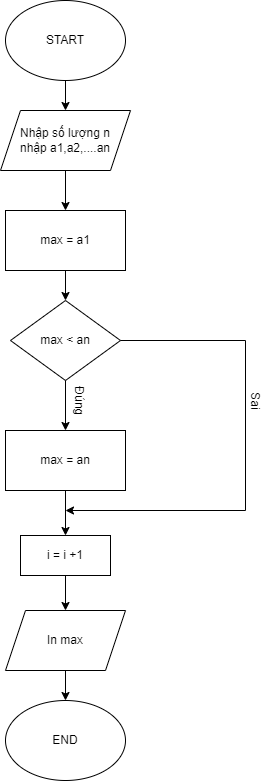 START
Nhập số lượng n
nhập a1,a2,....an
max = a1
max < an
Đúng
Sai
max = an
i = i +1
In max
END